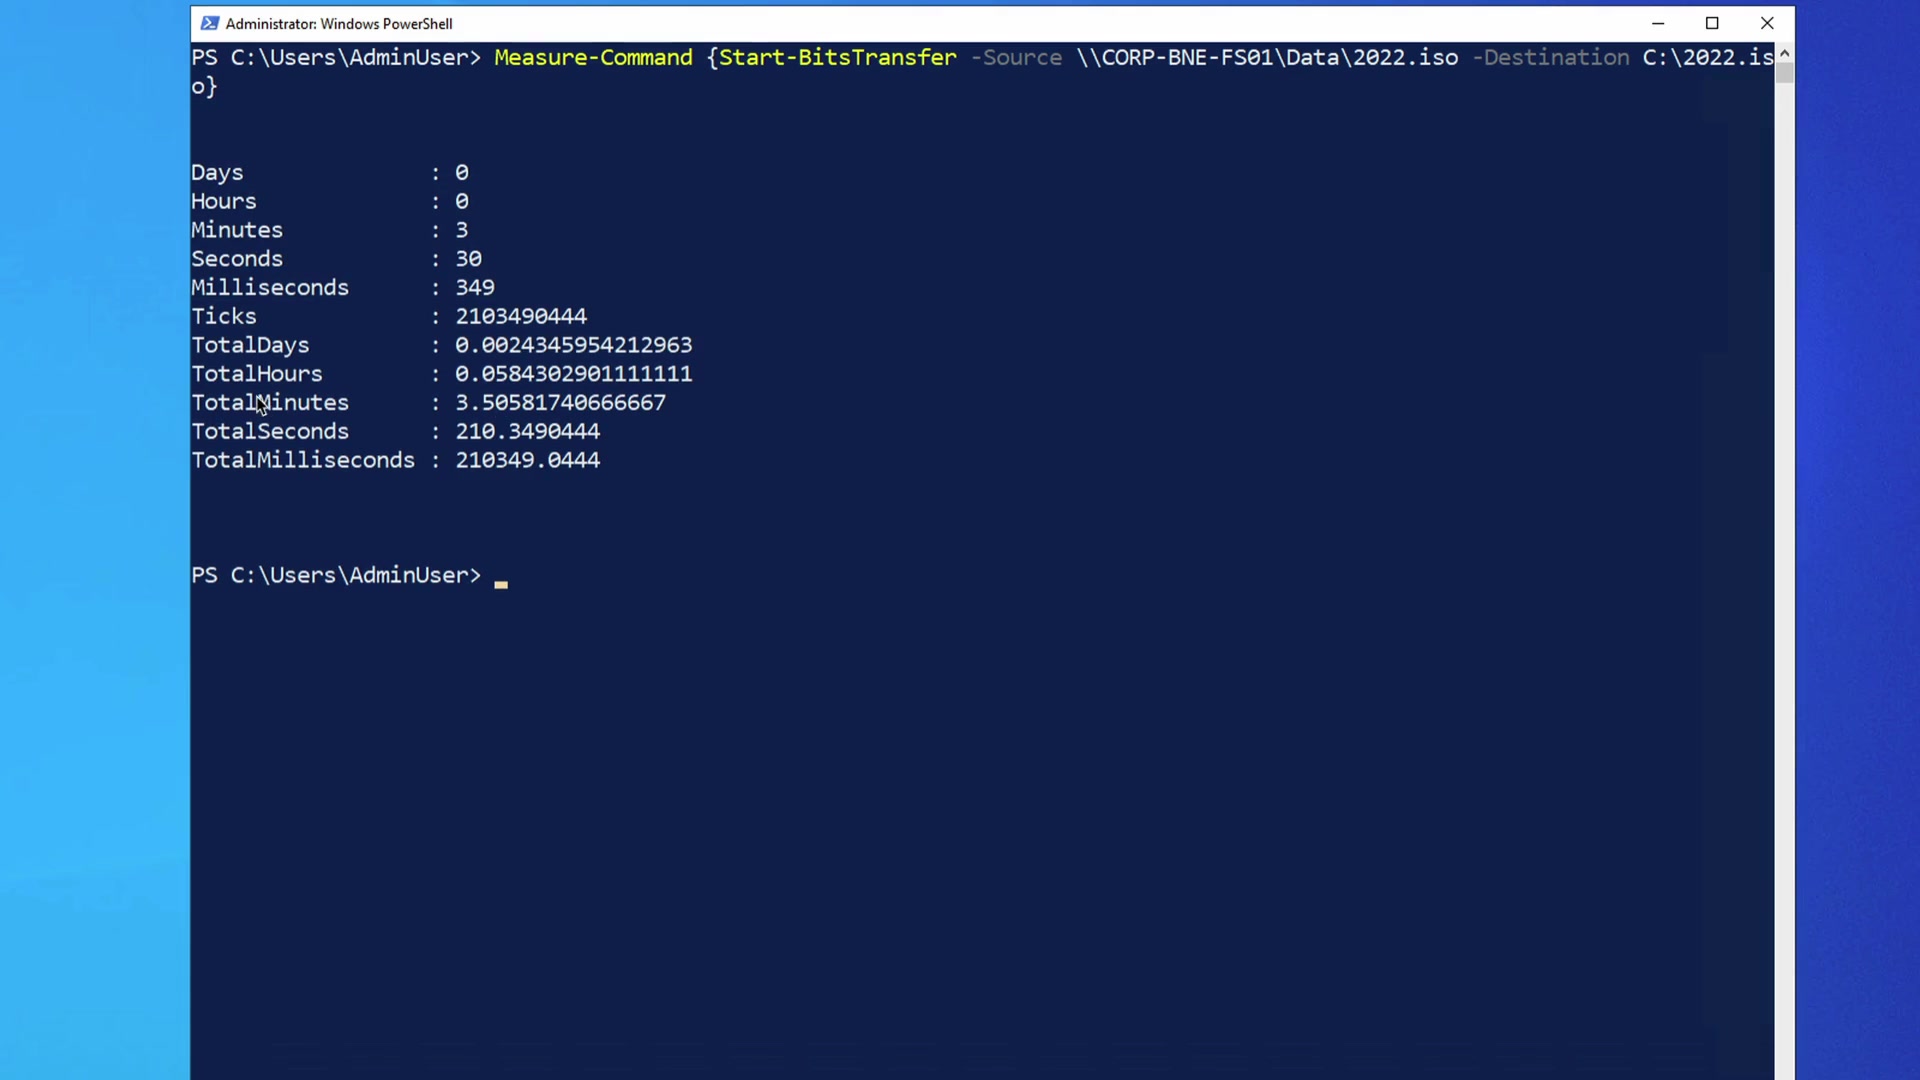 Administrator: Windows PowerShell
PS C:\Users\AdminUser> Measure-Command {Start-BitsTransfer -Source \\CORP-BNE-FS01\Data\2022.iso -Destination C:\2022.is
o}
Days : 0
Hours : 0
Minutes : 3
Seconds : 30
Milliseconds : 349
Ticks : 2103490444
TotalDays : 0.0024345954212963
TotalHours : 0.0584302901111111
TotalMinutes : 3.50581740666667
TotalSeconds : 210.3490444
TotalMilliseconds : 210349.0444
PS C:\Users\AdminUser>